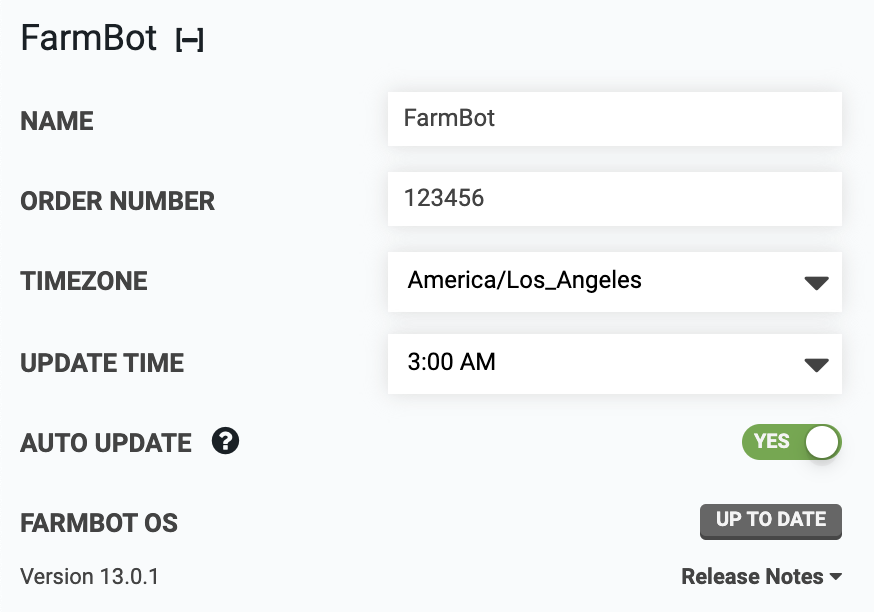 FarmBot [–]
NAME FarmBot
ORDER NUMBER 123456
TIMEZONE America/Los_Angeles
UPDATE TIME 3:00 AM
AUTO UPDATE ? YES
FARMBOT OS UP TO DATE
Version 13.0.1 Release Notes